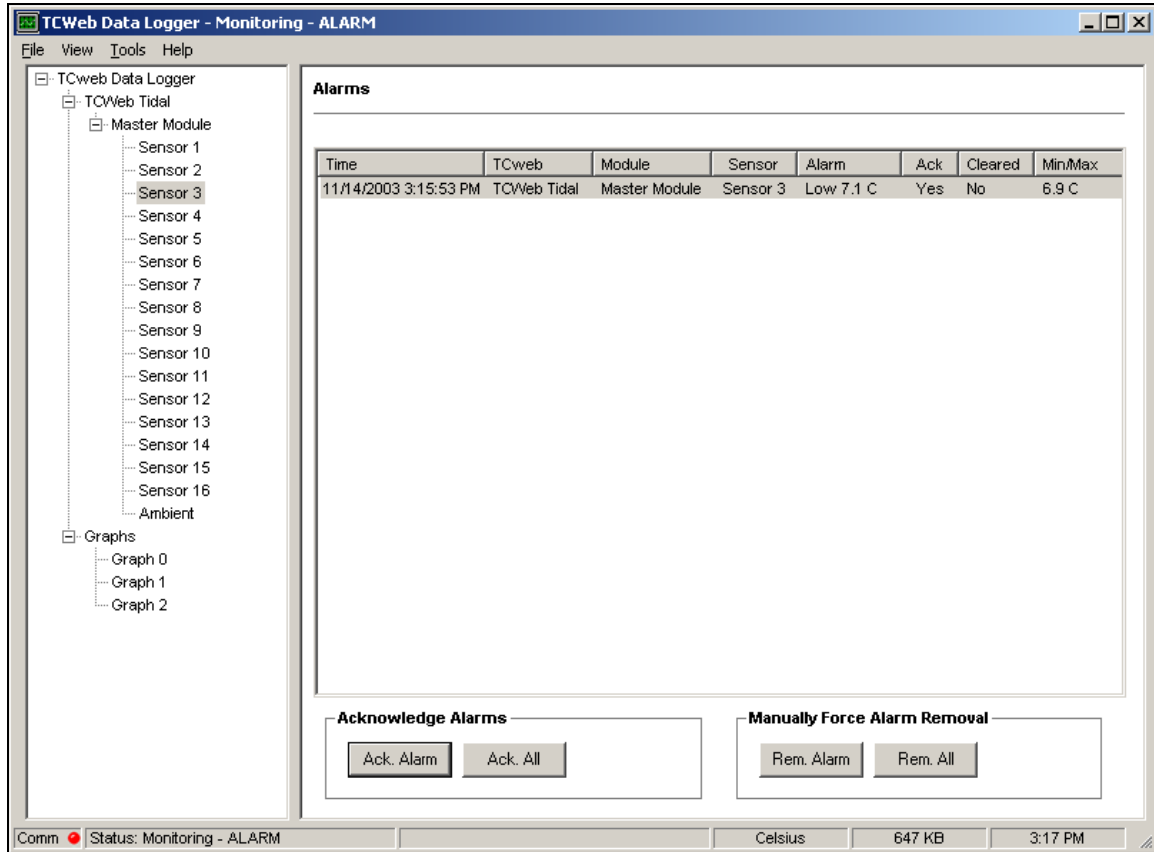 TCWeb Data Logger - Monitoring - ALARM
File View Tools Help
TCweb Data Logger
TCWeb Tidal
Master Module
Sensor 1
Sensor 2
Sensor 3
Sensor 4
Sensor 5
Sensor 6
Sensor 7
Sensor 8
Sensor 9
Sensor 10
Sensor 11
Sensor 12
Sensor 13
Sensor 14
Sensor 15
Sensor 16
Ambient
Graphs
Graph 0
Graph 1
Graph 2
Alarms
Time TCweb Module Sensor Alarm Ack Cleared Min/Max
11/14/2003 3:15:53 PM TCWeb Tidal Master Module Sensor 3 Low 7.1 C Yes No 6.9 C
Acknowledge Alarms
Ack. Alarm Ack. All
Manually Force Alarm Removal
Rem. Alarm Rem. All
Comm Status: Monitoring - ALARM Celsius 647 KB 3:17 PM